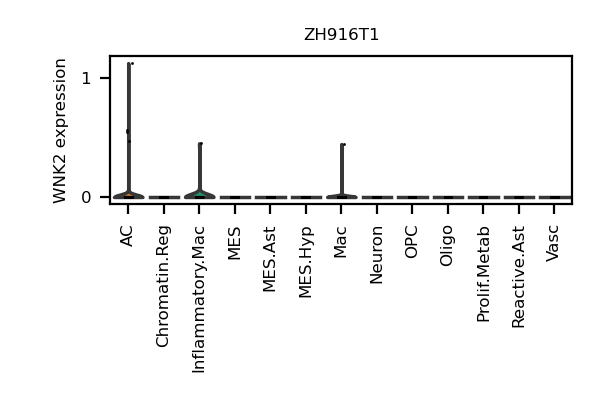 ZH916T1
WNK2 expression
1
0
AC
Chromatin.Reg
Inflammatory.Mac
MES
MES.Ast
MES.Hyp
Mac
Neuron
OPC
Oligo
Prolif.Metab
Reactive.Ast
Vasc